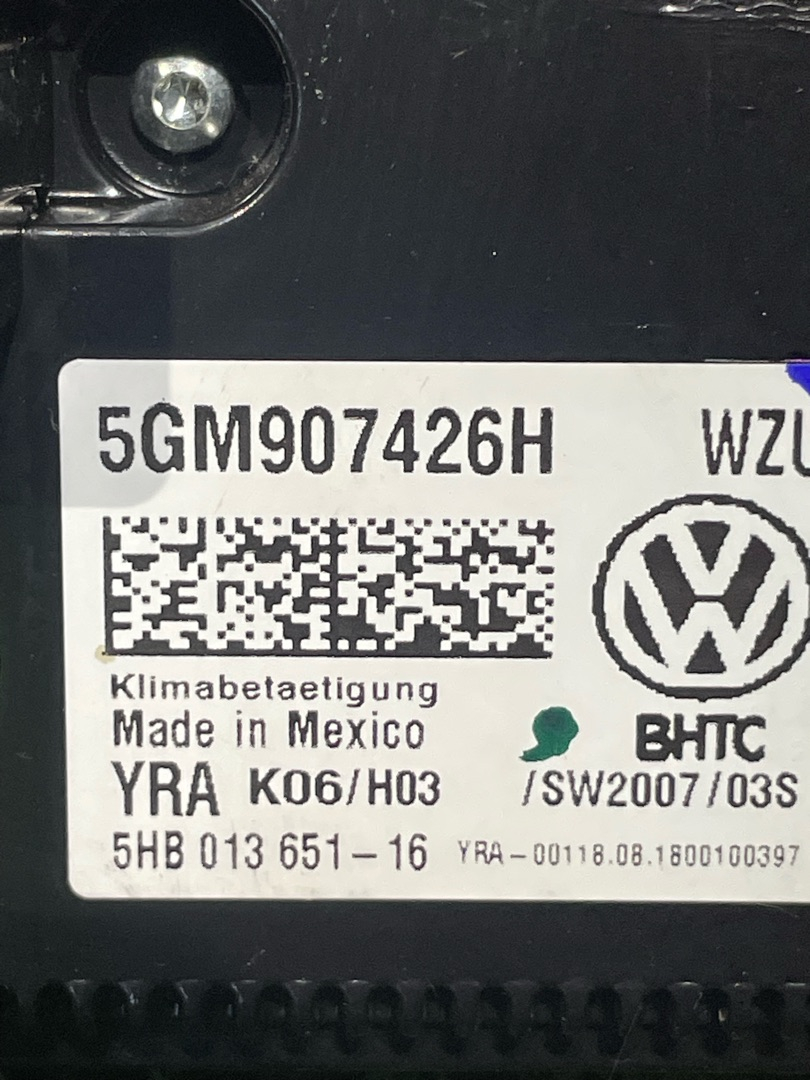 5GM907426H WZU
Klimabetaetigung
Made in Mexico
BHTC
YRA K06/H03 /SW2007/03S
5HB 013 651-16 YRA-00118.08.1800100397